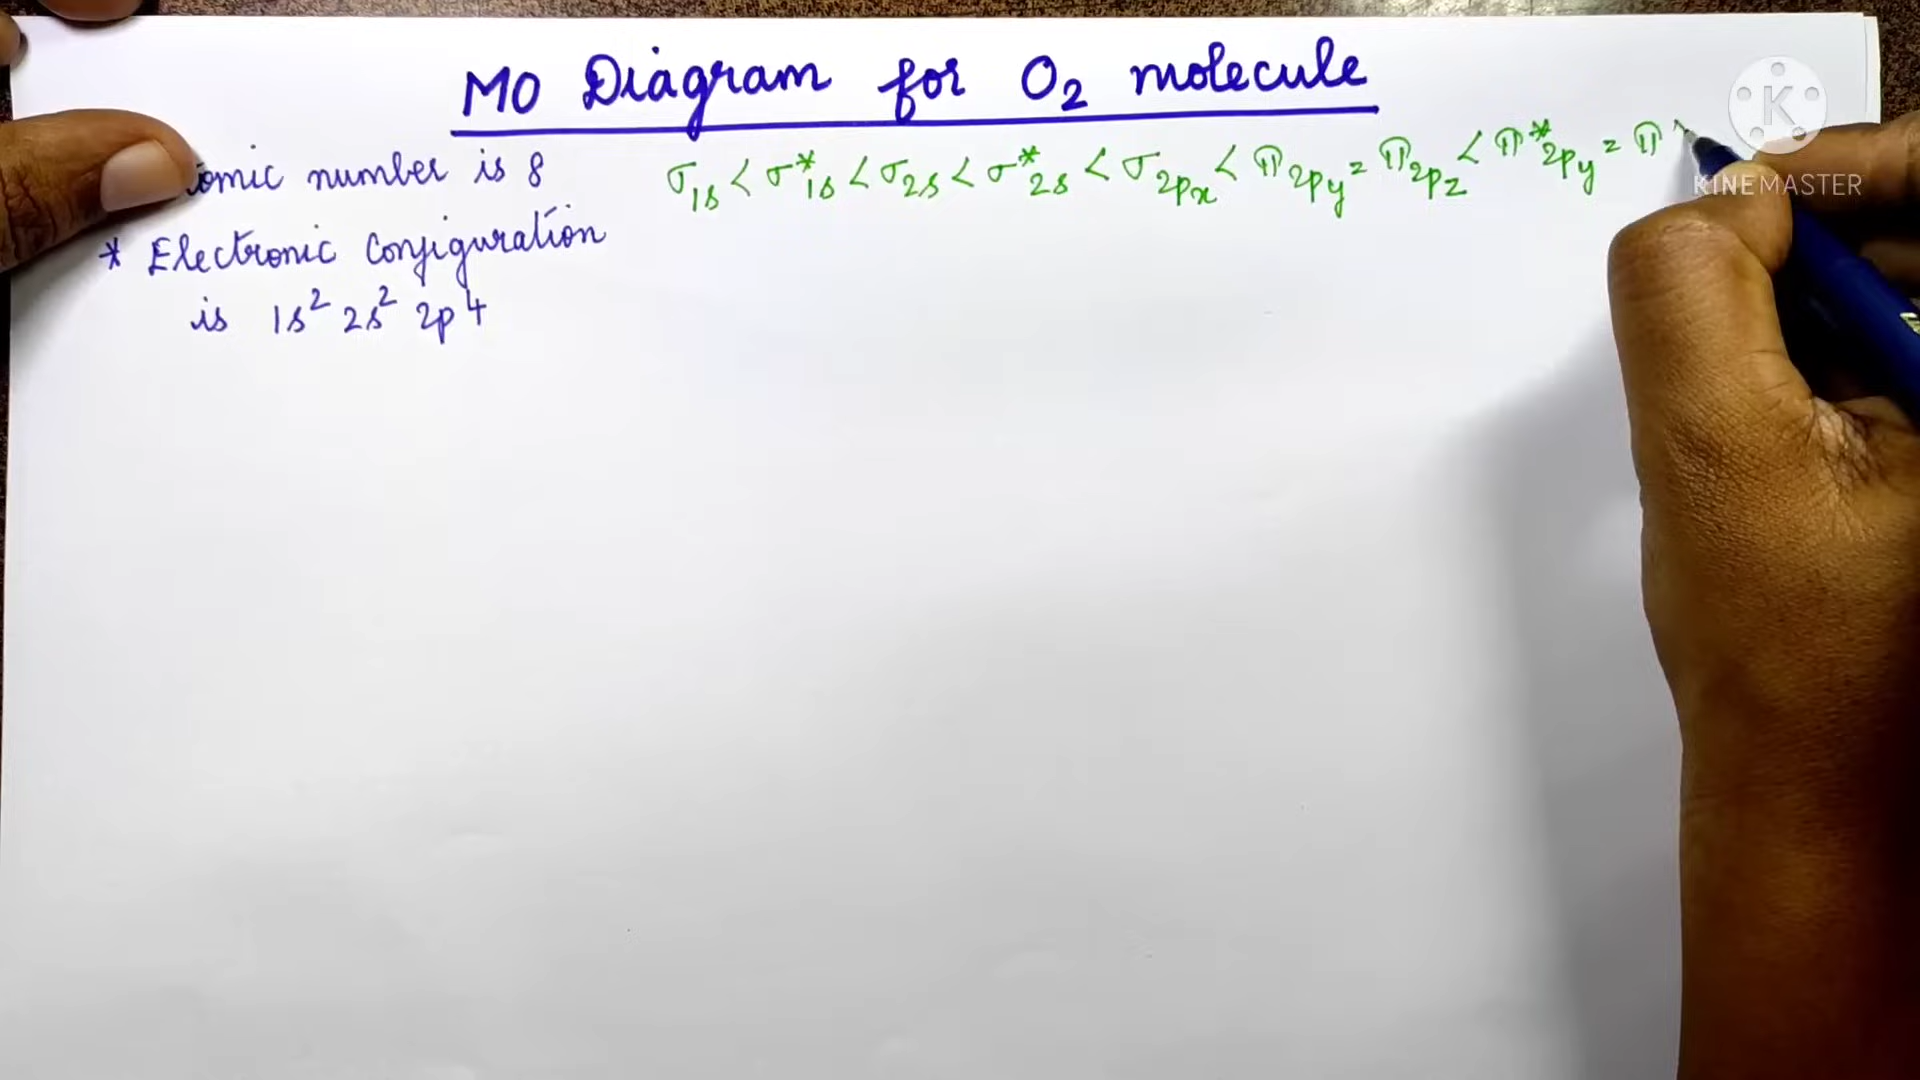 MO Diagram for O₂ molecule
omic number is 8
σ1s < σ*1s < σ2s < σ*2s < σ2px < π2py = π2pz < π*2py = π
* Electronic Configuration
is 1s² 2s² 2p⁴
K
KINEMASTER